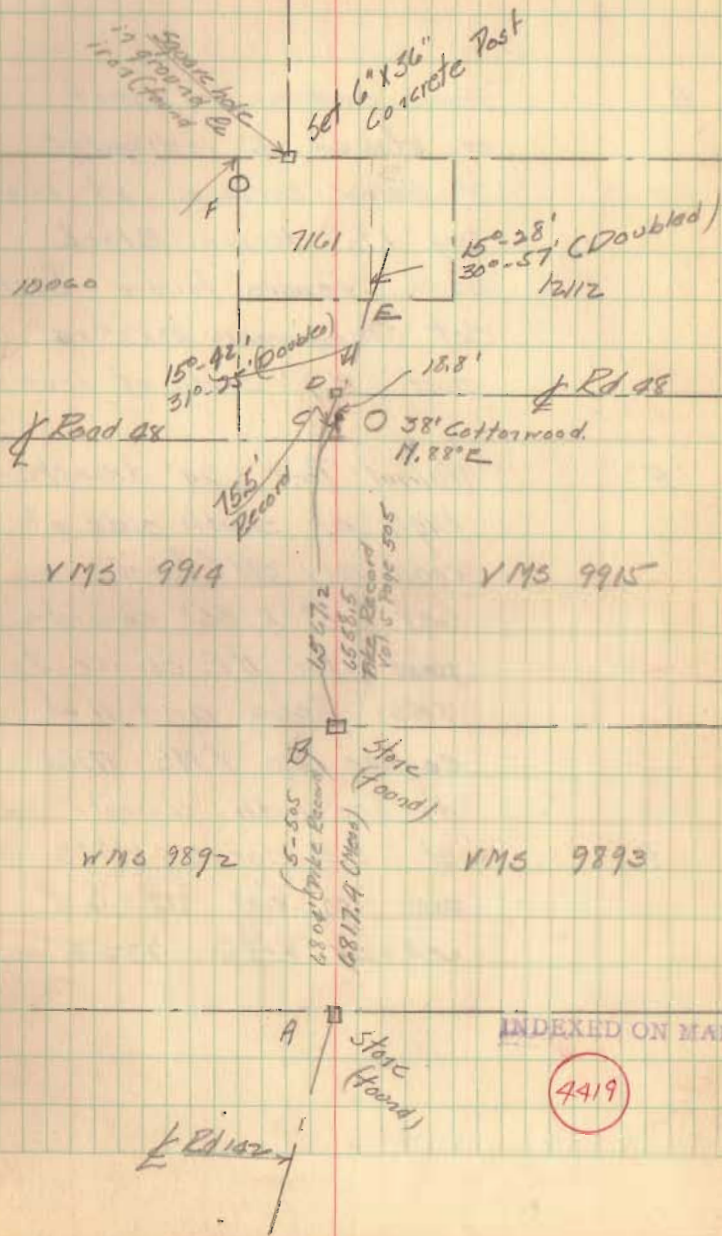 Square hole
in ground &
iron (found
Set 6" X 36"
Concrete Post
F
7161
15°-28'
30°-57' (Doubled)
12112
E
15°-42'
31°-25' (Doubled)
H
D
18.8'
℄ Rd 48
C
℄ Road 48
38' Cottonwood.
N. 88° E
155'
Record
VMS 9914
VMS 9915
6567.2
6558.5
Pike Record
Vol 5 Page 505
B
Stone
(found)
VMS 9892
VMS 9893
5-505
6804' (Pike Record)
6817.9 (Meas)
A
Stone
(found)
INDEXED ON MA
4419
℄ Rd 142